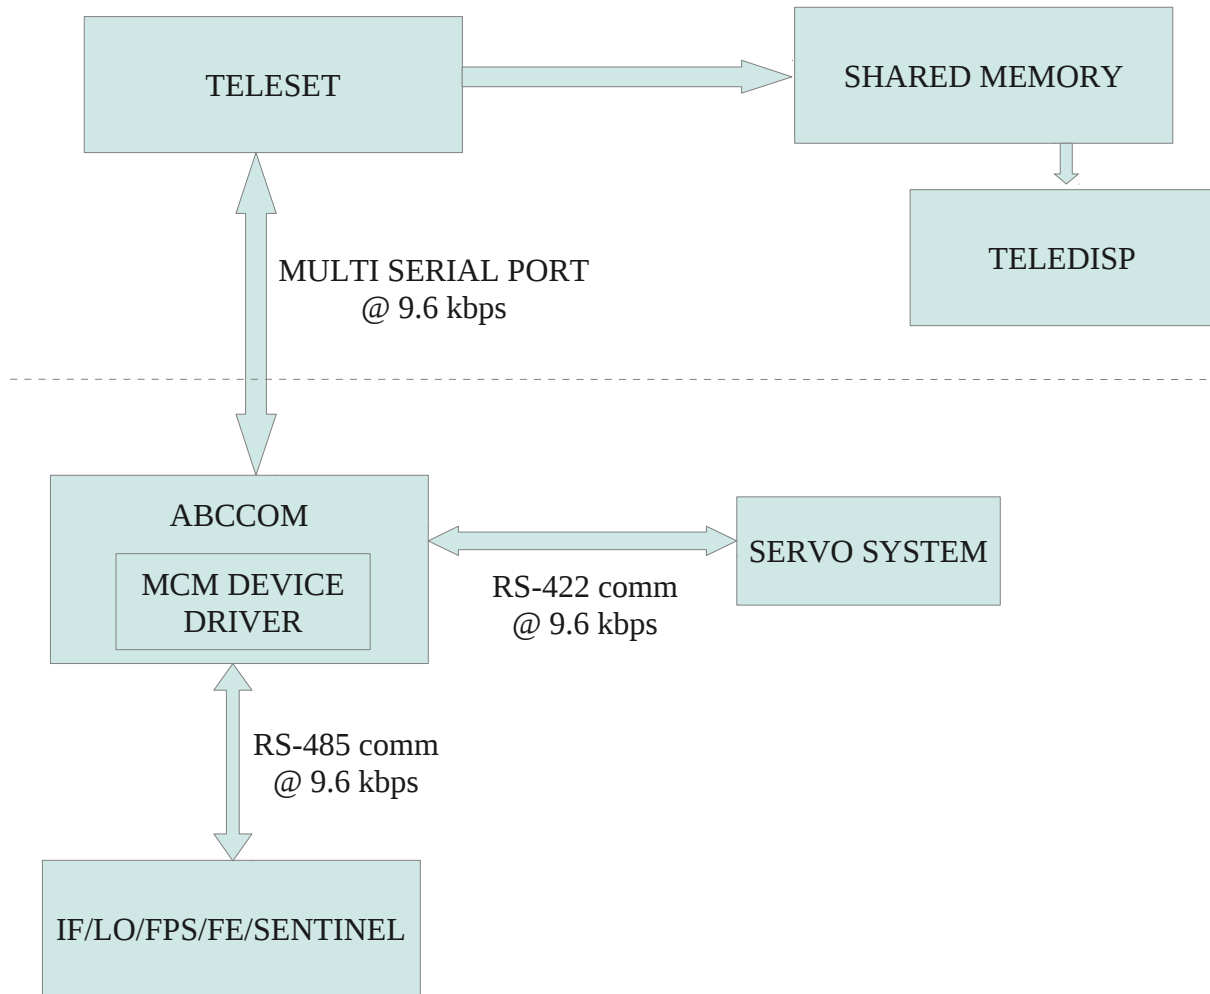 TELESET
SHARED MEMORY
TELEDISP
MULTI SERIAL PORT
@ 9.6 kbps
ABCCOM
MCM DEVICE
DRIVER
SERVO SYSTEM
RS-422 comm
@ 9.6 kbps
RS-485 comm
@ 9.6 kbps
IF/LO/FPS/FE/SENTINEL